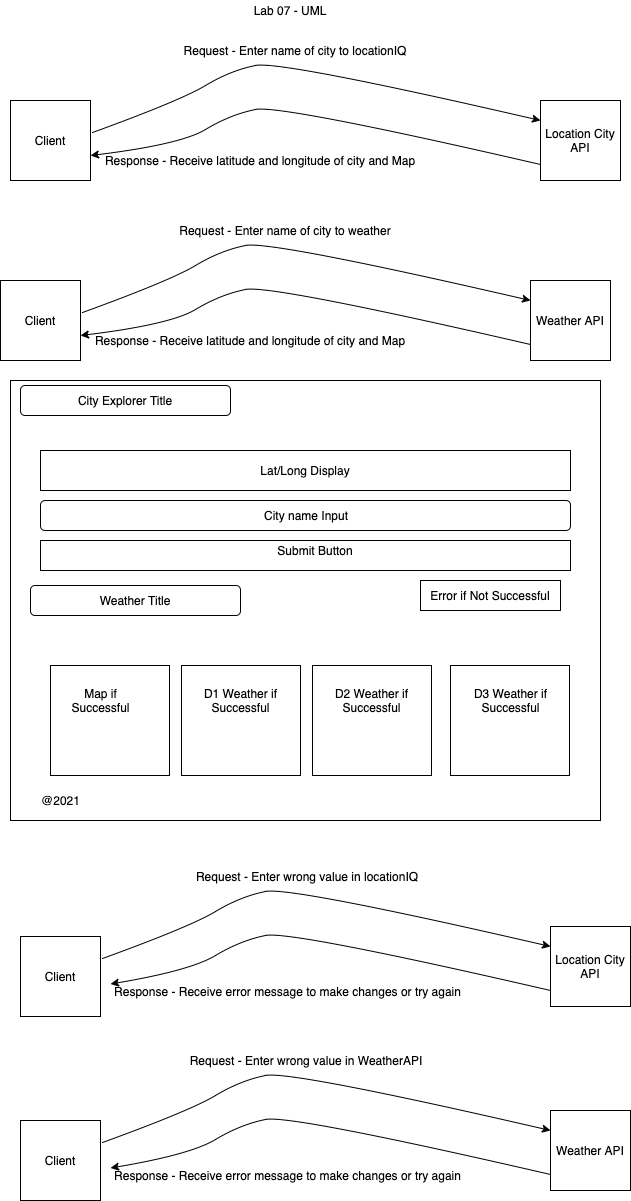 Lab 07 - UML
Request - Enter name of city to locationIQ
Client
Location City
API
Response - Receive latitude and longitude of city and Map
Request - Enter name of city to weather
Client
Weather API
Response - Receive latitude and longitude of city and Map
City Explorer Title
Lat/Long Display
City name Input
Submit Button
Weather Title
Error if Not Successful
Map if
Successful
D1 Weather if
Successful
D2 Weather if
Successful
D3 Weather if
Successful
@2021
Request - Enter wrong value in locationIQ
Client
Location City
API
Response - Receive error message to make changes or try again
Request - Enter wrong value in WeatherAPI
Client
Weather API
Response - Receive error message to make changes or try again